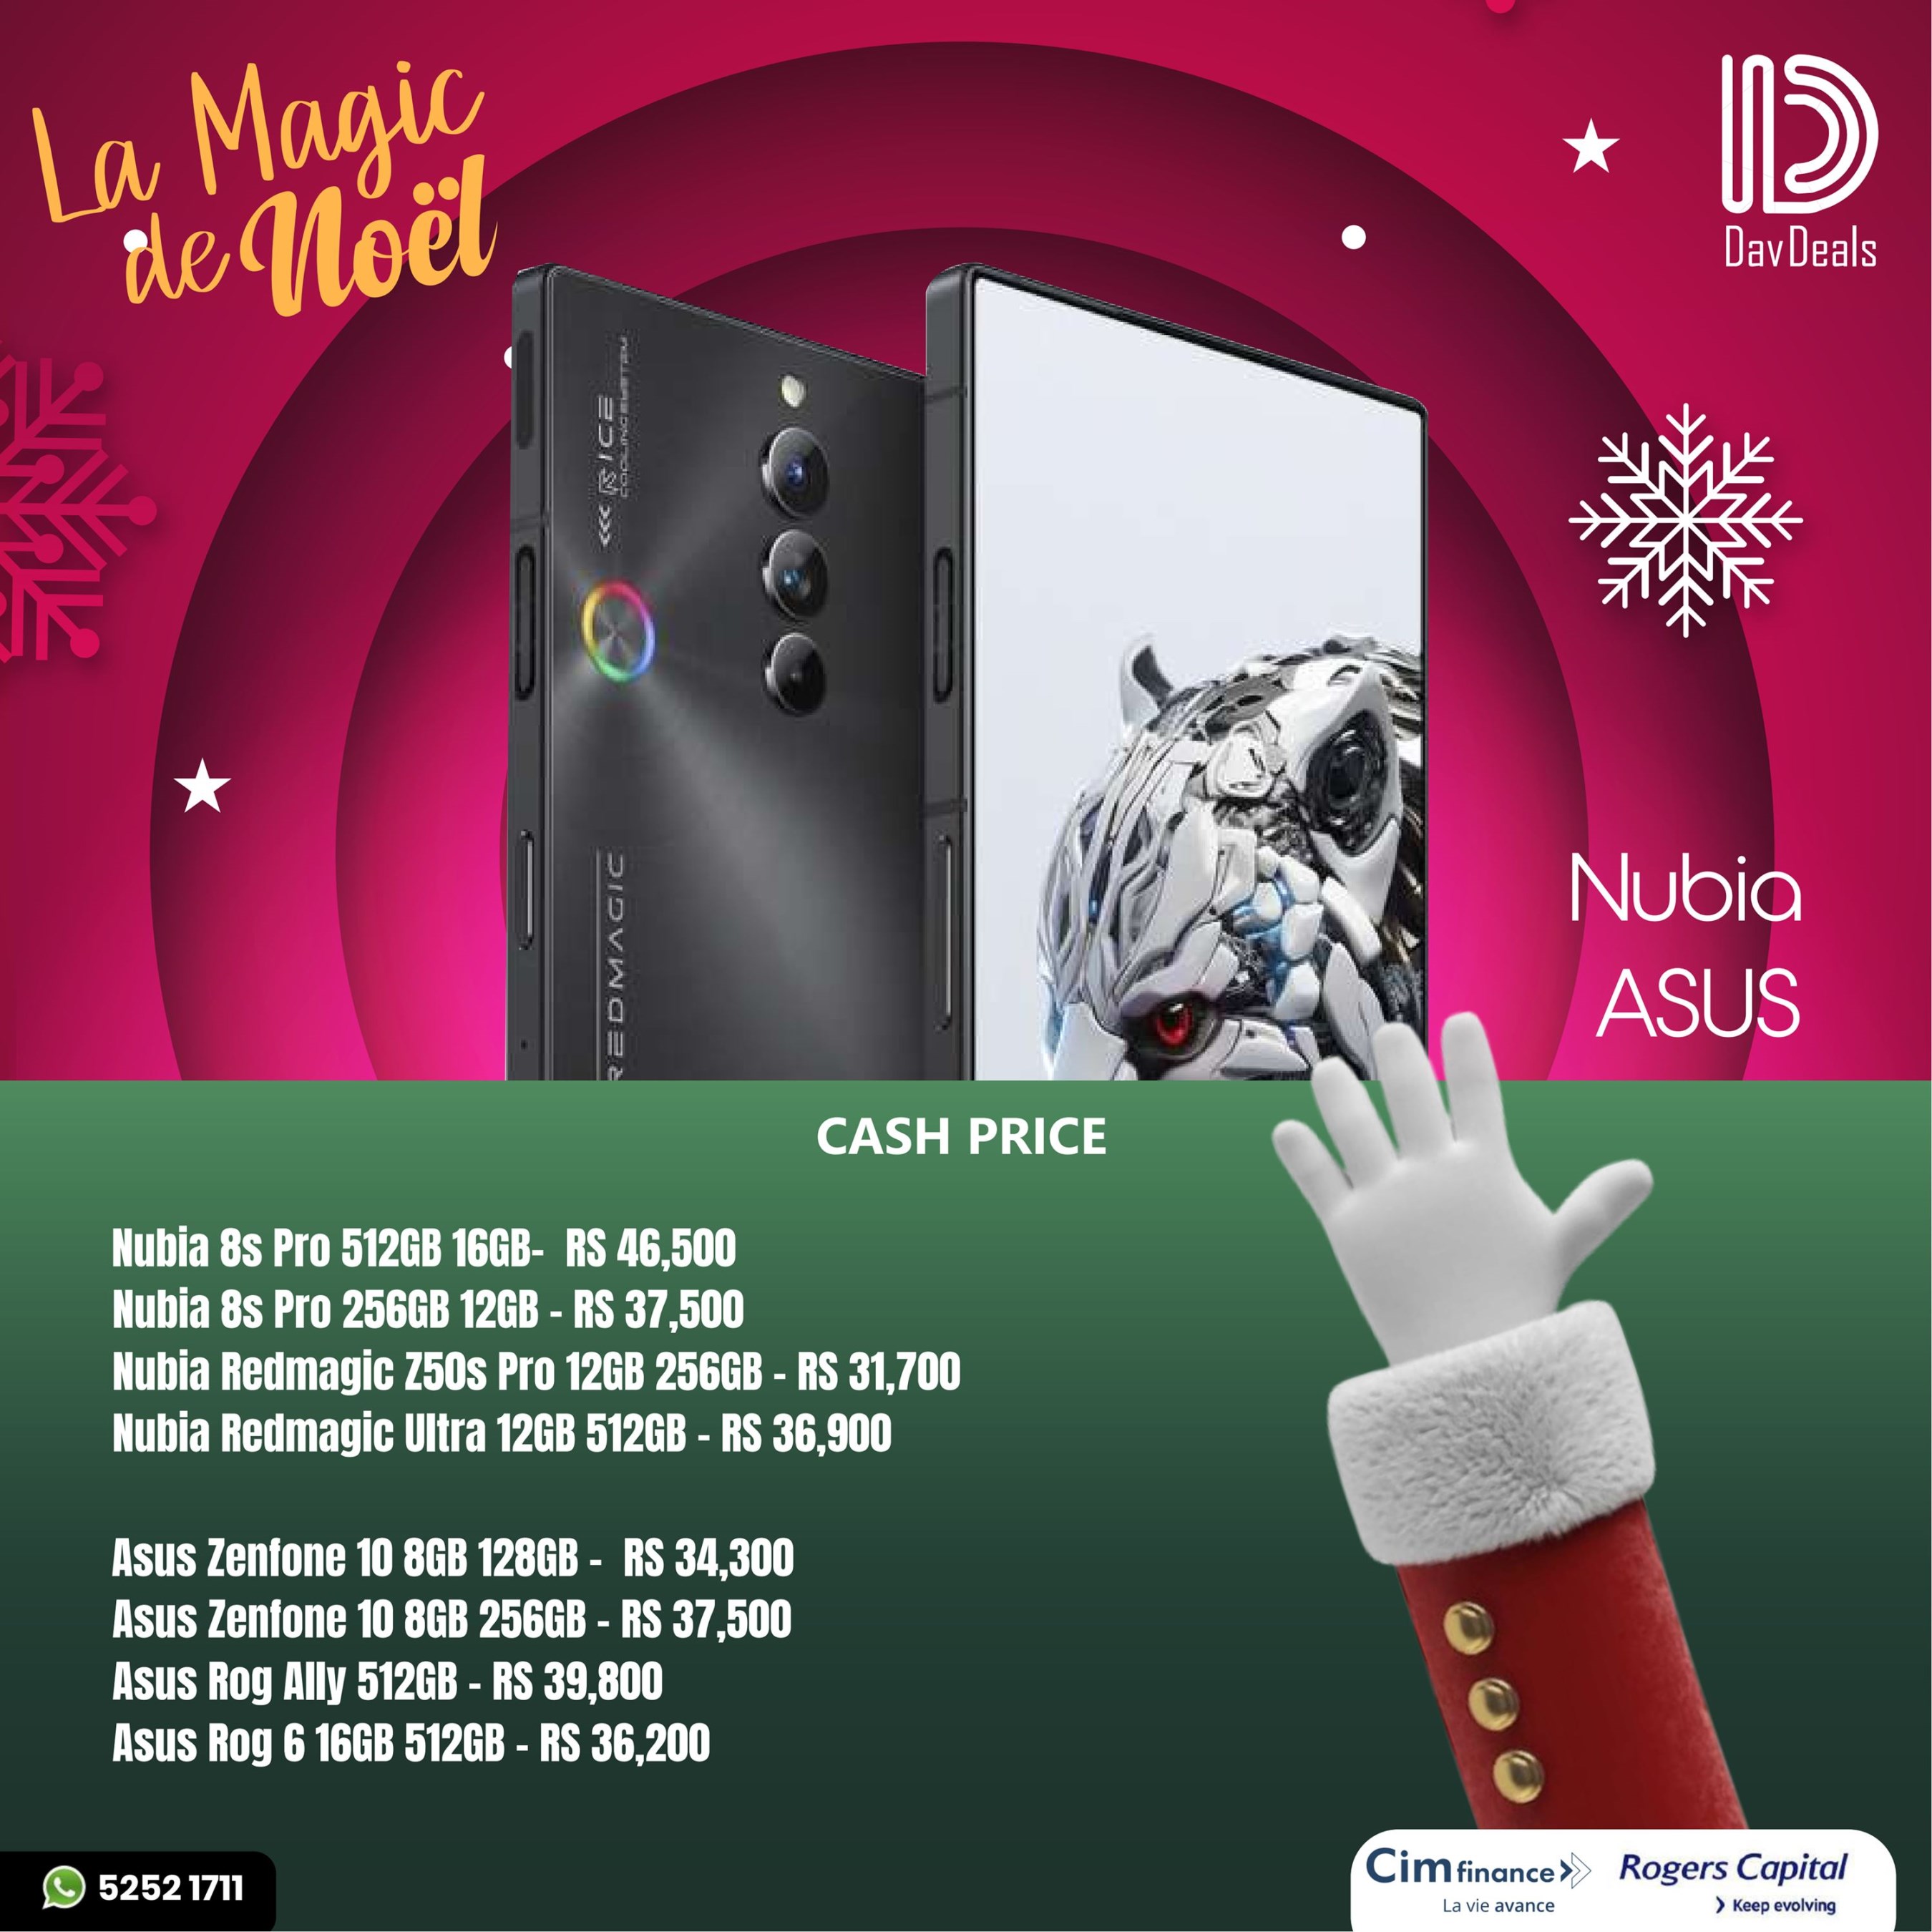 La Magic
de Noël
DavDeals
ICE
COOLING SYSTEM
REDMAGIC
Nubia
ASUS
CASH PRICE
Nubia 8s Pro 512GB 16GB-  RS 46,500
Nubia 8s Pro 256GB 12GB - RS 37,500
Nubia Redmagic Z50s Pro 12GB 256GB - RS 31,700
Nubia Redmagic Ultra 12GB 512GB - RS 36,900
Asus Zenfone 10 8GB 128GB -  RS 34,300
Asus Zenfone 10 8GB 256GB - RS 37,500
Asus Rog Ally 512GB - RS 39,800
Asus Rog 6 16GB 512GB - RS 36,200
5252 1711
Cim finance
La vie avance
Rogers Capital
Keep evolving